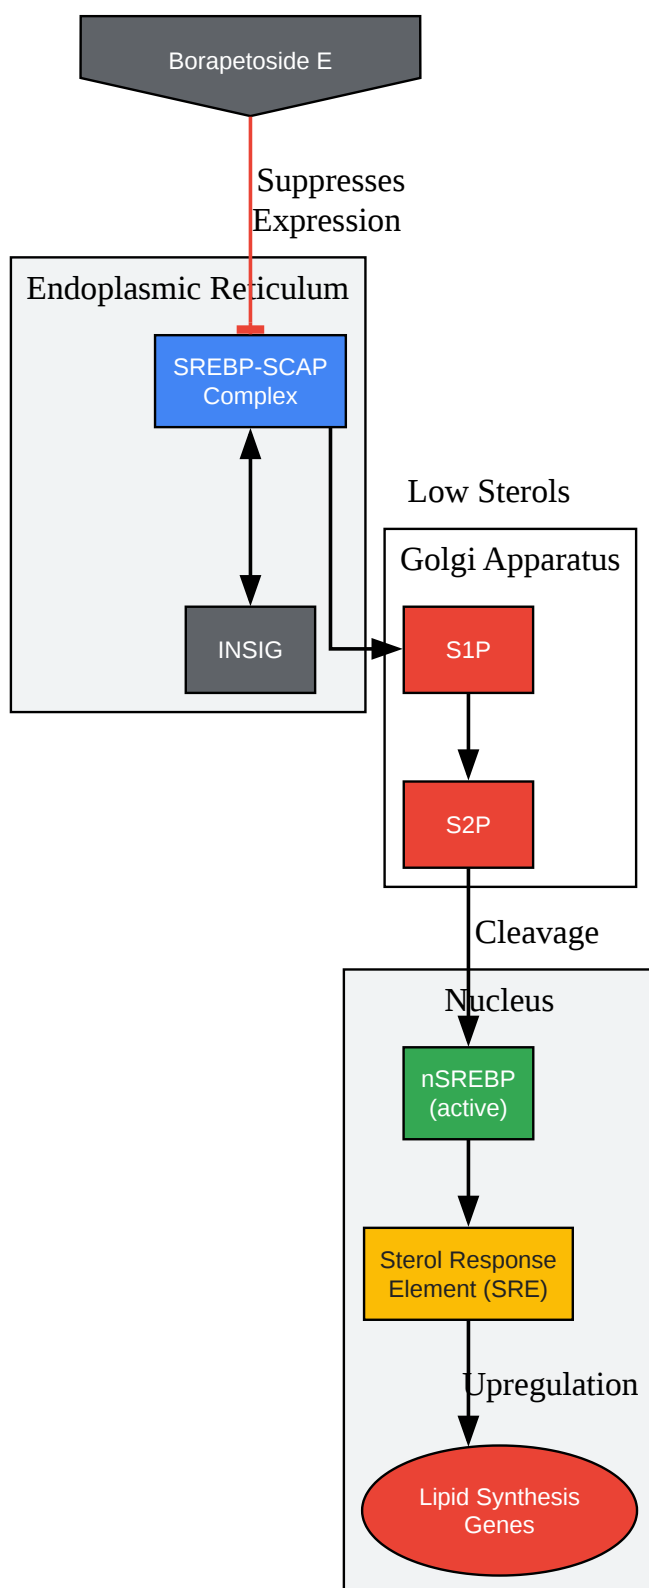 Borapetoside E
Suppresses
Expression
Endoplasmic Reticulum
SREBP-SCAP
Complex
Low Sterols
Golgi Apparatus
INSIG
S1P
S2P
Cleavage
Nucleus
nSREBP
(active)
Sterol Response
Element (SRE)
Upregulation
Lipid Synthesis
Genes